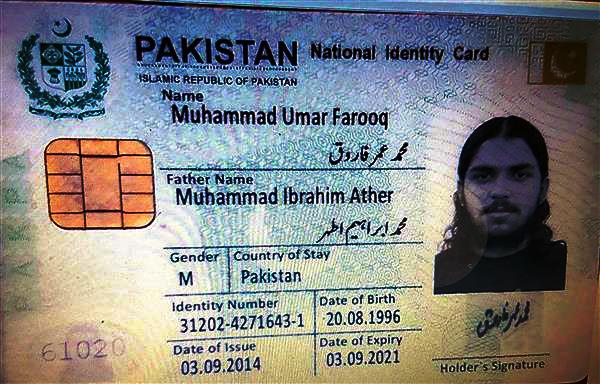 PAKISTAN National Identity Card
ISLAMIC REPUBLIC OF PAKISTAN
Name
Muhammad Umar Farooq
محمد عمر فاروق
Father Name
Muhammad Ibrahim Ather
محمد ابراہیم اطہر
Gender Country of Stay
M Pakistan
Identity Number Date of Birth
31202-4271643-1 20.08.1996
Date of Issue Date of Expiry
03.09.2014 03.09.2021
61020
Holder`s Signature